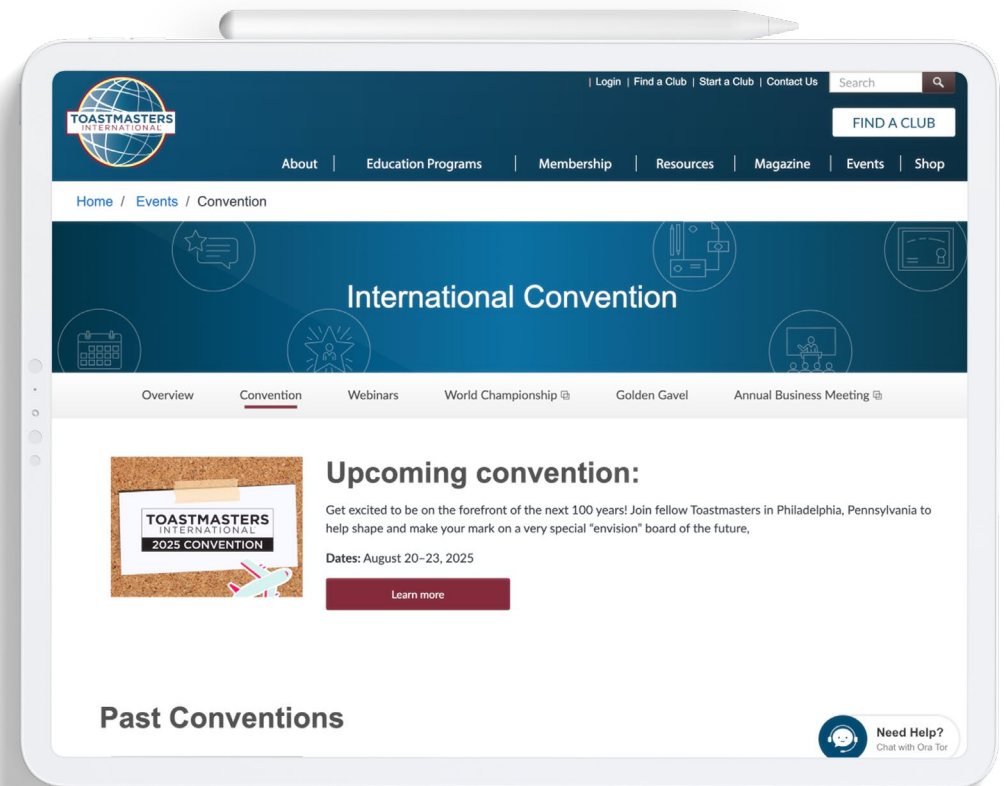 | Login | Find a Club | Start a Club | Contact Us
Search
TOASTMASTERS
INTERNATIONAL
FIND A CLUB
About | Education Programs | Membership | Resources | Magazine | Events | Shop
Home / Events / Convention
International Convention
Overview Convention Webinars World Championship Golden Gavel Annual Business Meeting
TOASTMASTERS
INTERNATIONAL
2025 CONVENTION
Upcoming convention:
Get excited to be on the forefront of the next 100 years! Join fellow Toastmasters in Philadelphia, Pennsylvania to
help shape and make your mark on a very special “envision” board of the future,
Dates: August 20–23, 2025
Learn more
Past Conventions
Need Help?
Chat with Ora Tor